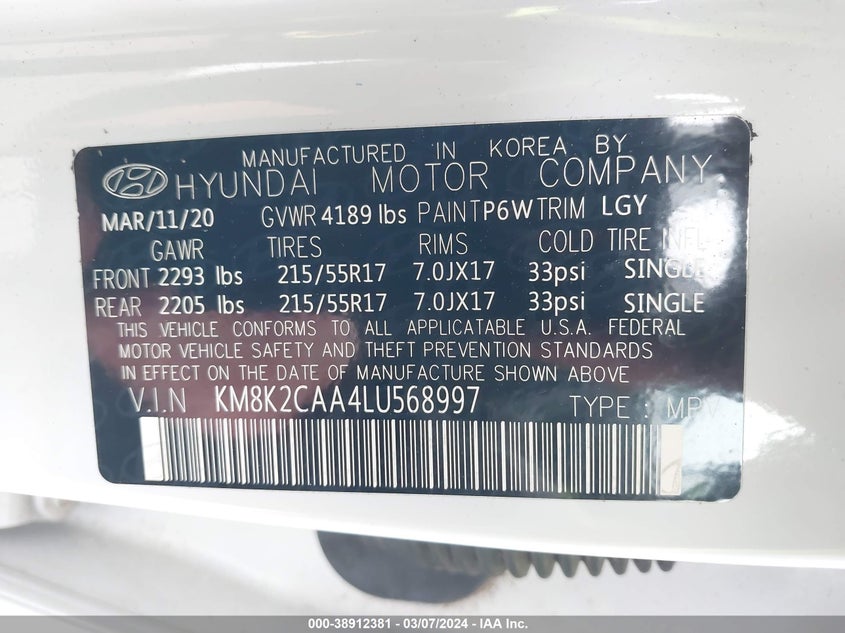 MANUFACTURED IN KOREA BY
HYUNDAI MOTOR COMPANY
MAR/11/20 GVWR 4189 lbs PAINT P6W TRIM LGY
GAWR TIRES RIMS COLD TIRE INFL
FRONT 2293 lbs 215/55R17 7.0JX17 33psi SINGLE
REAR 2205 lbs 215/55R17 7.0JX17 33psi SINGLE
THIS VEHICLE CONFORMS TO ALL APPLICATABLE U.S.A. FEDERAL
MOTOR VEHICLE SAFETY AND THEFT PREVENTION STANDARDS
IN EFFECT ON THE DATE OF MANUFACTURE SHOWN ABOVE
V.I.N KM8K2CAA4LU568997 TYPE : MPV
000-38912381 - 03/07/2024 - IAA Inc.